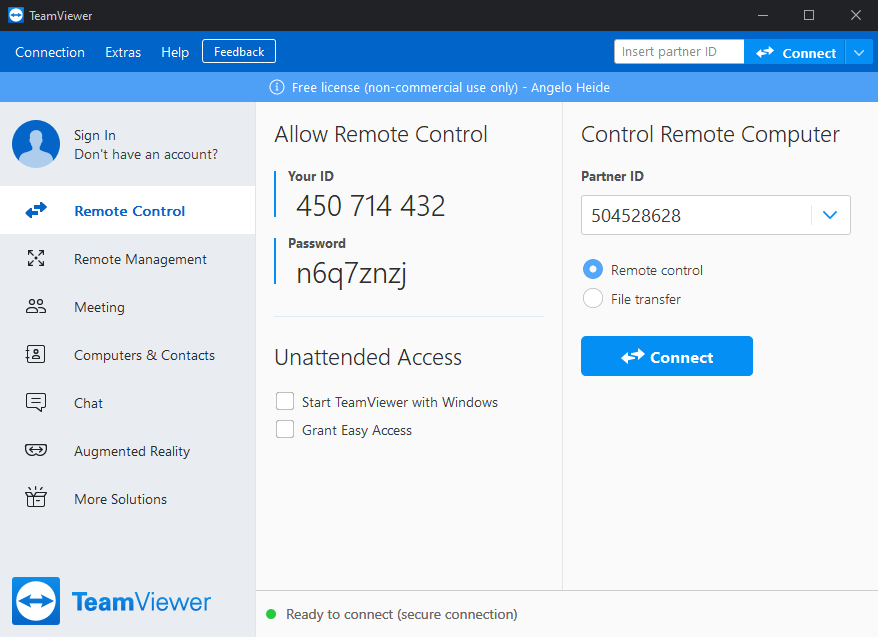 TeamViewer
Connection Extras Help Feedback Insert partner ID Connect
Free license (non-commercial use only) - Angelo Heide
Sign In
Don't have an account?
Remote Control
Remote Management
Meeting
Computers & Contacts
Chat
Augmented Reality
More Solutions
TeamViewer
Allow Remote Control
Your ID
450 714 432
Password
n6q7znzj
Unattended Access
Start TeamViewer with Windows
Grant Easy Access
Control Remote Computer
Partner ID
504528628
Remote control
File transfer
Connect
Ready to connect (secure connection)